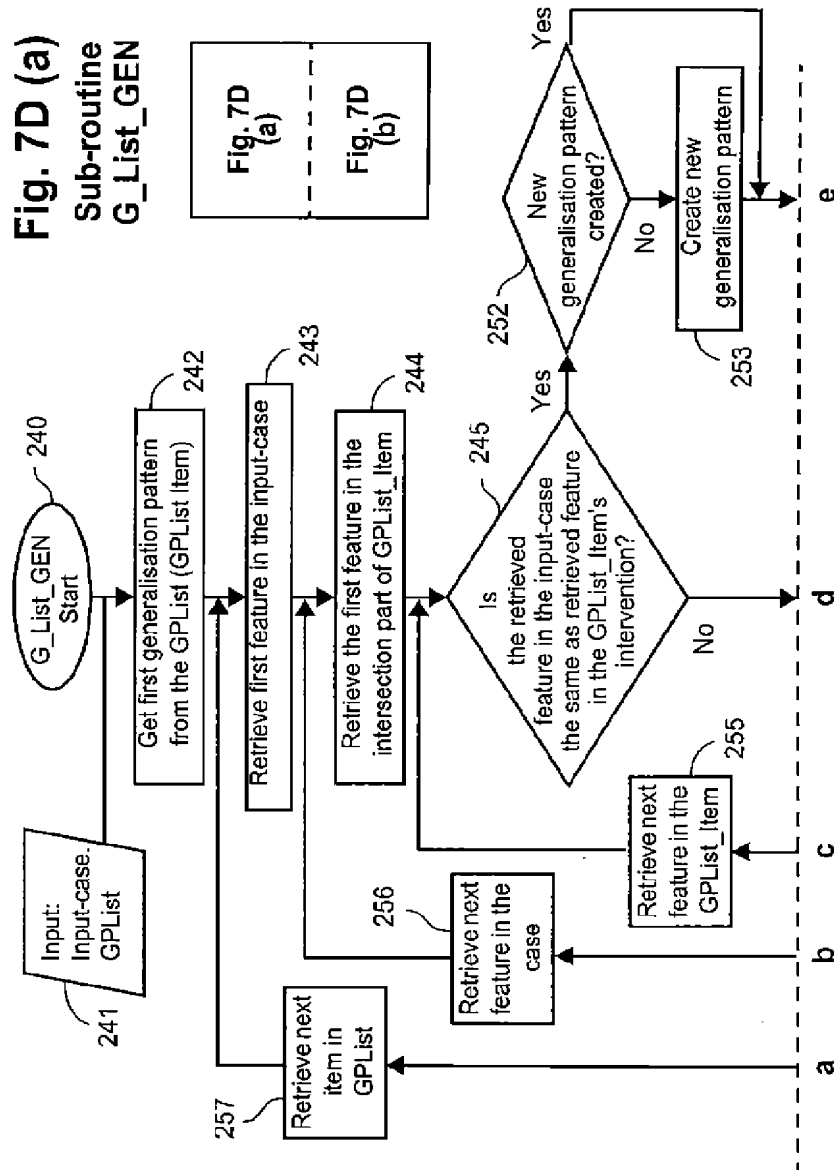 Fig. 7D (a)
Sub-routine
G_List_GEN
Fig. 7D
(a)
Fig. 7D
(b)
G_List_GEN
Start
240
Input:
Input-case.
GPList
241
Get first generalisation pattern
from the GPList (GPList Item)
242
Retrieve first feature in the input-case
243
Retrieve the first feature in the
intersection part of GPList_Item
244
Is
the retrieved
feature in the input-case
the same as retrieved feature
in the GPList_Item's
intervention?
245
Yes
No
New
generalisation pattern
created?
252
Yes
No
Create new
generalisation pattern
253
Retrieve next
item in
GPList
257
Retrieve next
feature in the
case
256
Retrieve next
feature in the
GPList_Item
255
a
b
c
d
e